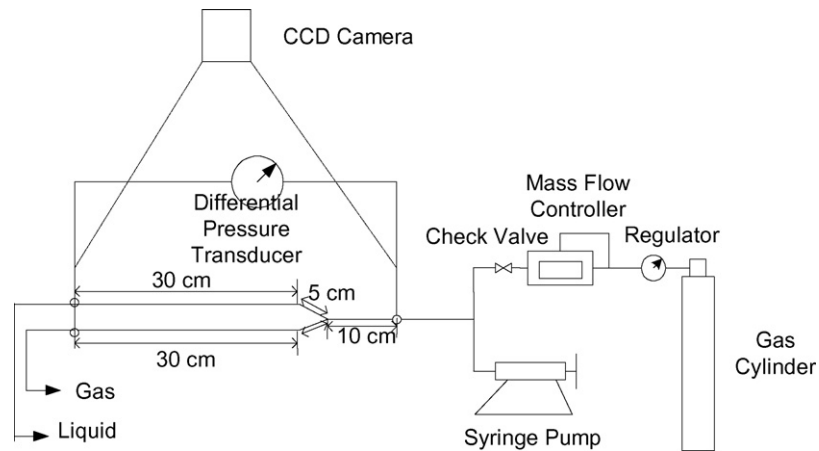 CCD Camera
Differential
Pressure
Transducer
Mass Flow
Controller
Check Valve
Regulator
30 cm
5 cm
10 cm
30 cm
Gas
Liquid
Syringe Pump
Gas
Cylinder